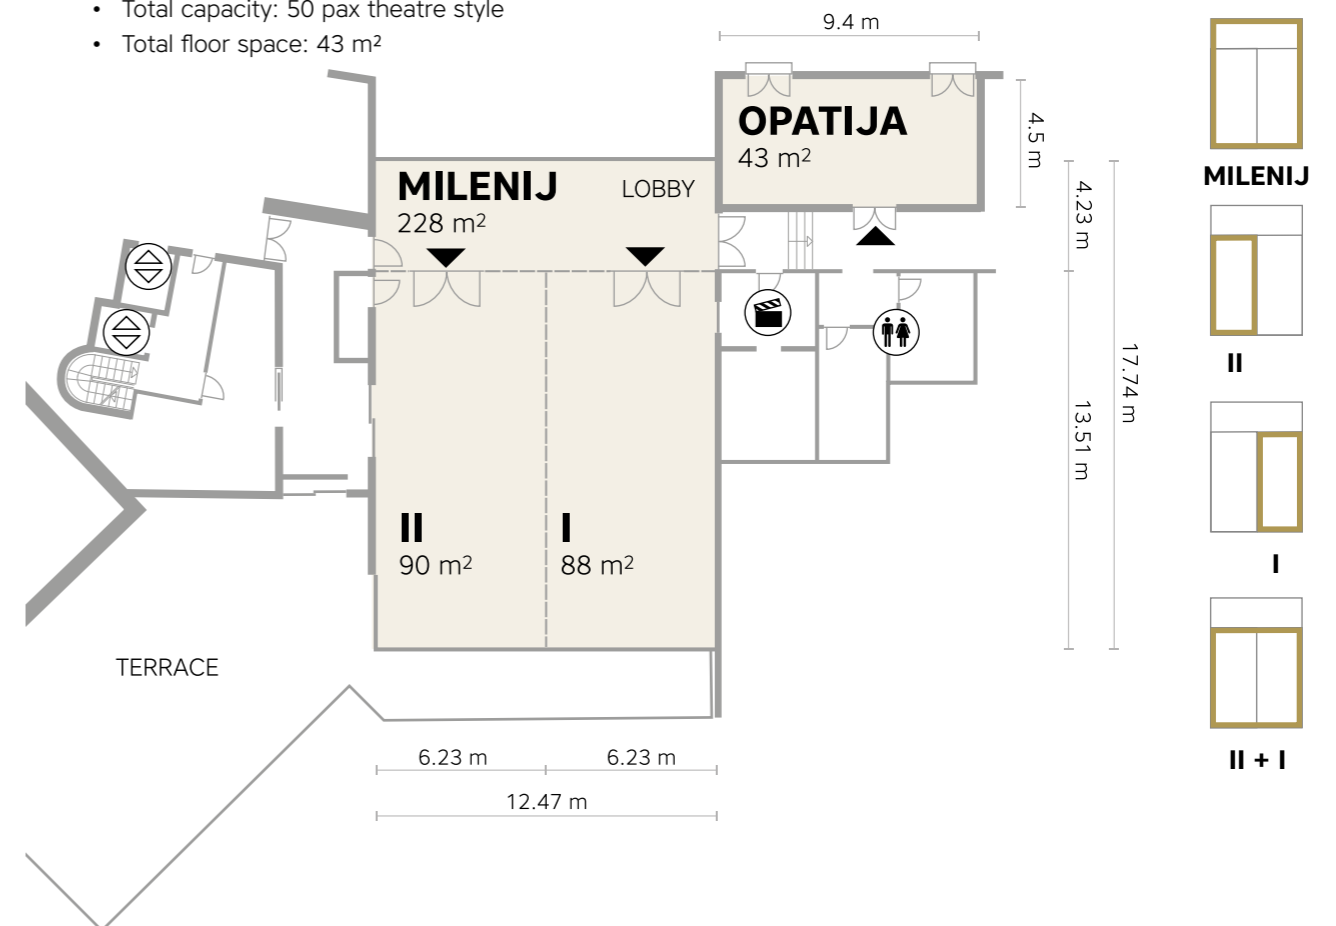 • Total capacity: 50 pax theatre style
• Total floor space: 43 m²
9.4 m
OPATIJA
43 m²
4.5 m
MILENIJ
228 m²
LOBBY
4.23 m
13.51 m
17.74 m
II
90 m²
I
88 m²
TERRACE
6.23 m
6.23 m
12.47 m
MILENIJ
II
I
II + I